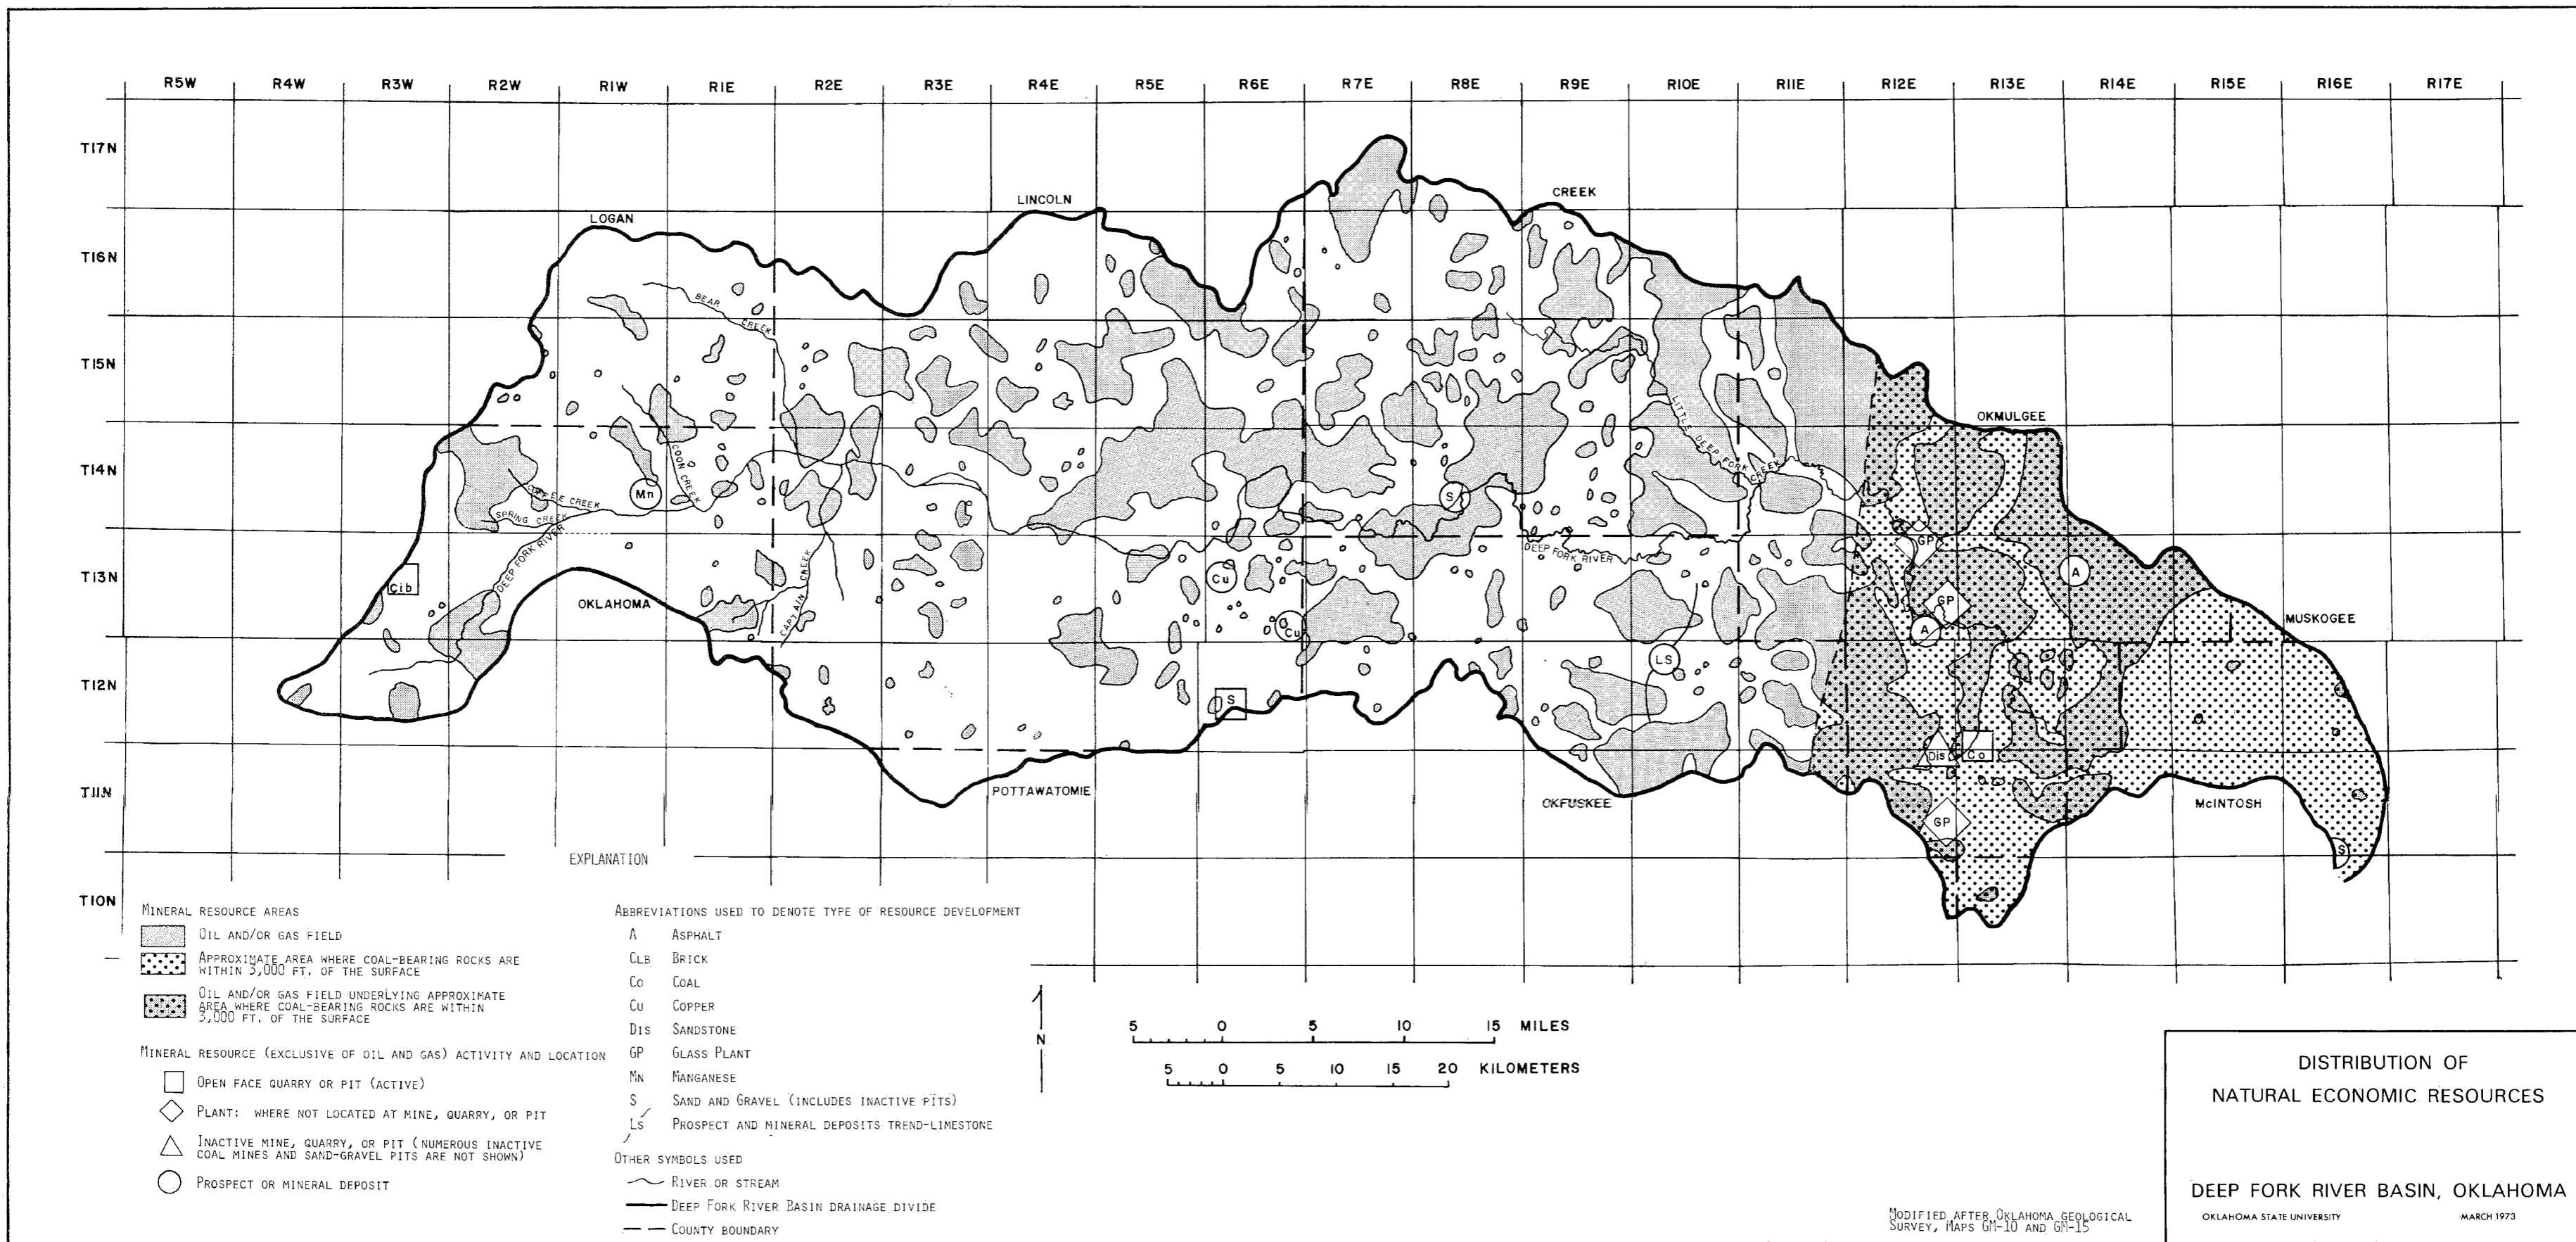 R5W R4W R3W R2W R1W R1E R2E R3E R4E R5E R6E R7E R8E R9E R10E R11E R12E R13E R14E R15E R16E R17E
T17N
LINCOLN
CREEK
LOGAN
T16N
BEAR CREEK
T15N
LITTLE DEEP FORK CREEK
OKMULGEE
T14N
COON CREEK
COFFEE CREEK
Mn
S
SPRING CREEK
DEEP FORK RIVER
GP
DEEP FORK RIVER
T13N
Clb
CAPTAIN CREEK
Cu
A
OKLAHOMA
GP
MUSKOGEE
Cu
A
LS
T12N
S
Dis
Co
T11N
POTTAWATOMIE
OKFUSKEE
McINTOSH
GP
S
T10N
EXPLANATION
MINERAL RESOURCE AREAS
OIL AND/OR GAS FIELD
APPROXIMATE AREA WHERE COAL-BEARING ROCKS ARE
WITHIN 3,000 FT. OF THE SURFACE
OIL AND/OR GAS FIELD UNDERLYING APPROXIMATE
AREA WHERE COAL-BEARING ROCKS ARE WITHIN
3,000 FT. OF THE SURFACE
MINERAL RESOURCE (EXCLUSIVE OF OIL AND GAS) ACTIVITY AND LOCATION
OPEN FACE QUARRY OR PIT (ACTIVE)
PLANT: WHERE NOT LOCATED AT MINE, QUARRY, OR PIT
INACTIVE MINE, QUARRY, OR PIT (NUMEROUS INACTIVE
COAL MINES AND SAND-GRAVEL PITS ARE NOT SHOWN)
PROSPECT OR MINERAL DEPOSIT
ABBREVIATIONS USED TO DENOTE TYPE OF RESOURCE DEVELOPMENT
A ASPHALT
CLB BRICK
CO COAL
CU COPPER
DIS SANDSTONE
GP GLASS PLANT
MN MANGANESE
S SAND AND GRAVEL (INCLUDES INACTIVE PITS)
LS PROSPECT AND MINERAL DEPOSITS TREND-LIMESTONE
OTHER SYMBOLS USED
RIVER OR STREAM
DEEP FORK RIVER BASIN DRAINAGE DIVIDE
COUNTY BOUNDARY
N
5 0 5 10 15 MILES
5 0 5 10 15 20 KILOMETERS
MODIFIED AFTER OKLAHOMA GEOLOGICAL
SURVEY, MAPS GM-10 AND GM-15
DISTRIBUTION OF
NATURAL ECONOMIC RESOURCES
DEEP FORK RIVER BASIN, OKLAHOMA
OKLAHOMA STATE UNIVERSITY MARCH 1973